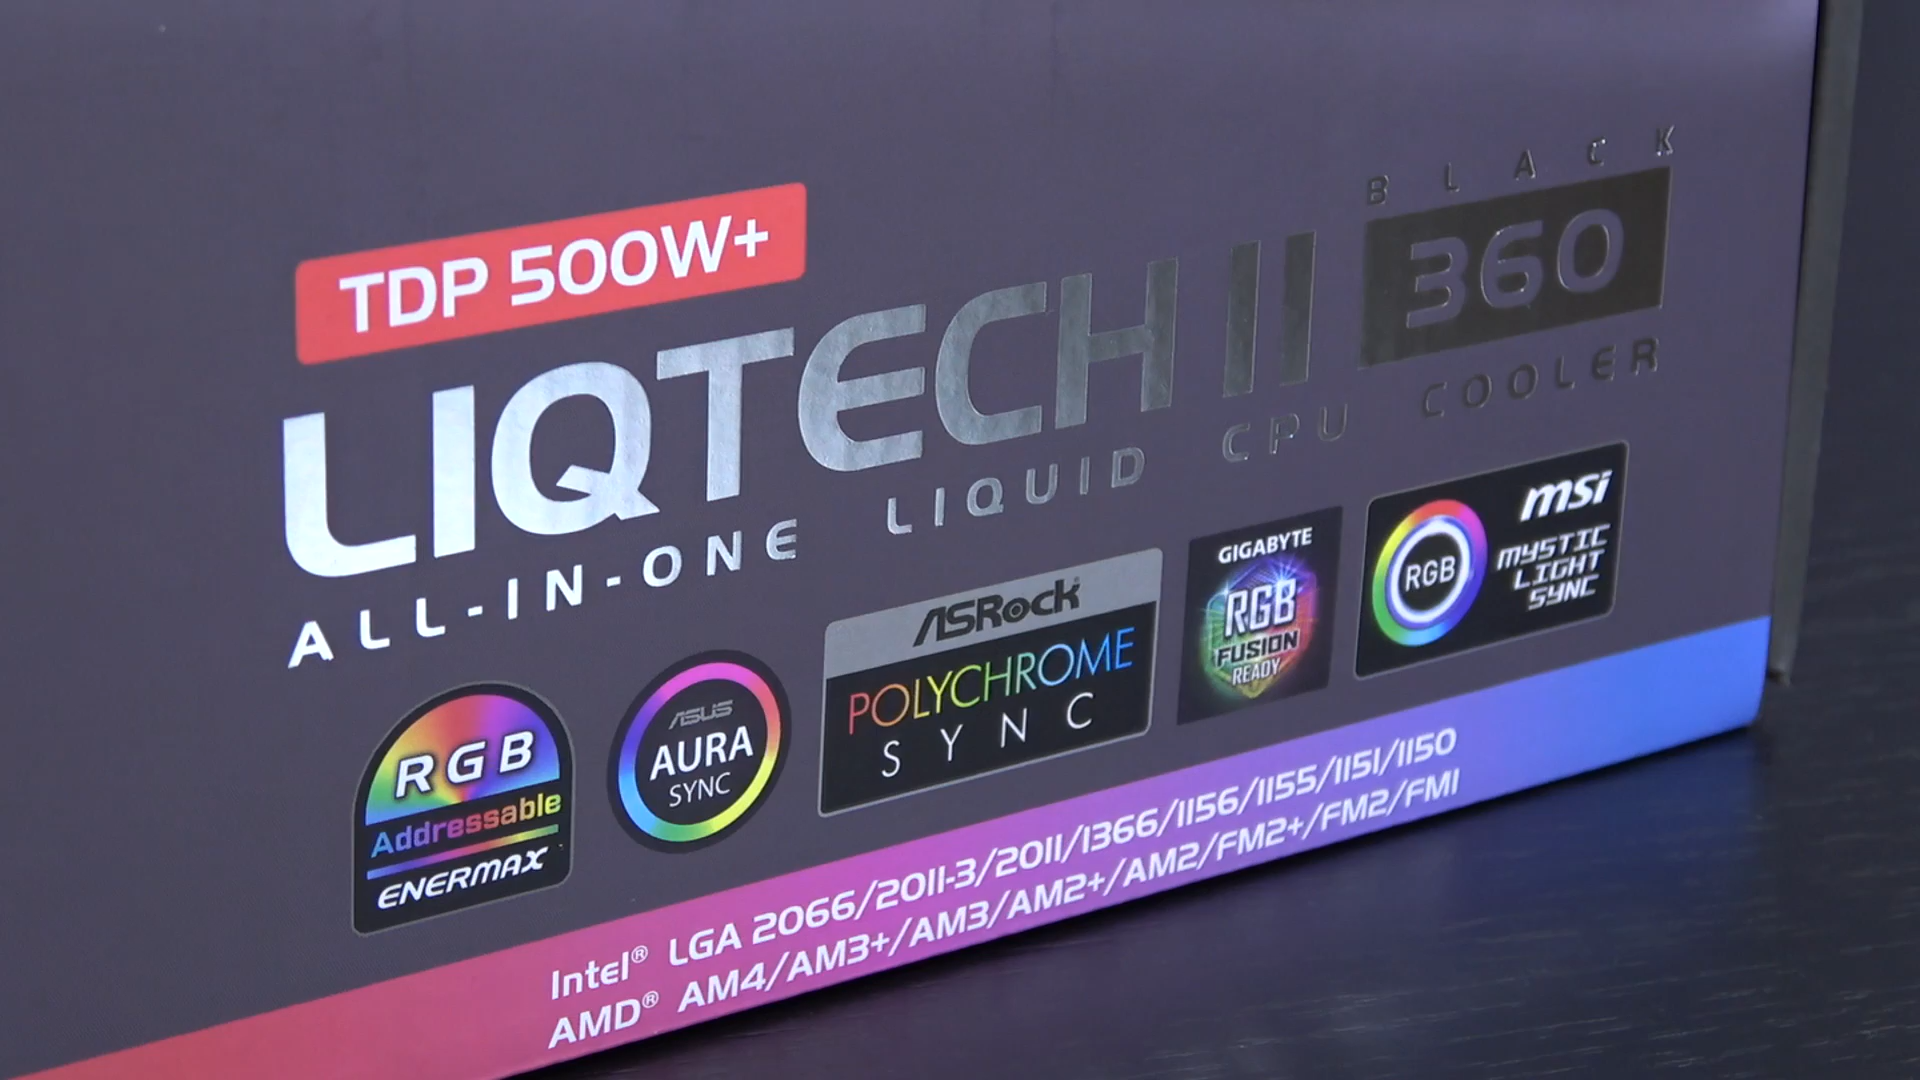 TDP 500W+
LIQTECH II
BLACK
360
ALL-IN-ONE LIQUID CPU COOLER
RGB
Addressable
ENERMAX
ASUS
AURA
SYNC
ASRock
POLYCHROME
SYNC
GIGABYTE
RGB
FUSION
READY
RGB
msi
MYSTIC
LIGHT
SYNC
Intel® LGA 2066/2011-3/2011/1366/1156/1155/1151/1150
AMD® AM4/AM3+/AM3/AM2+/AM2/FM2+/FM2/FM1